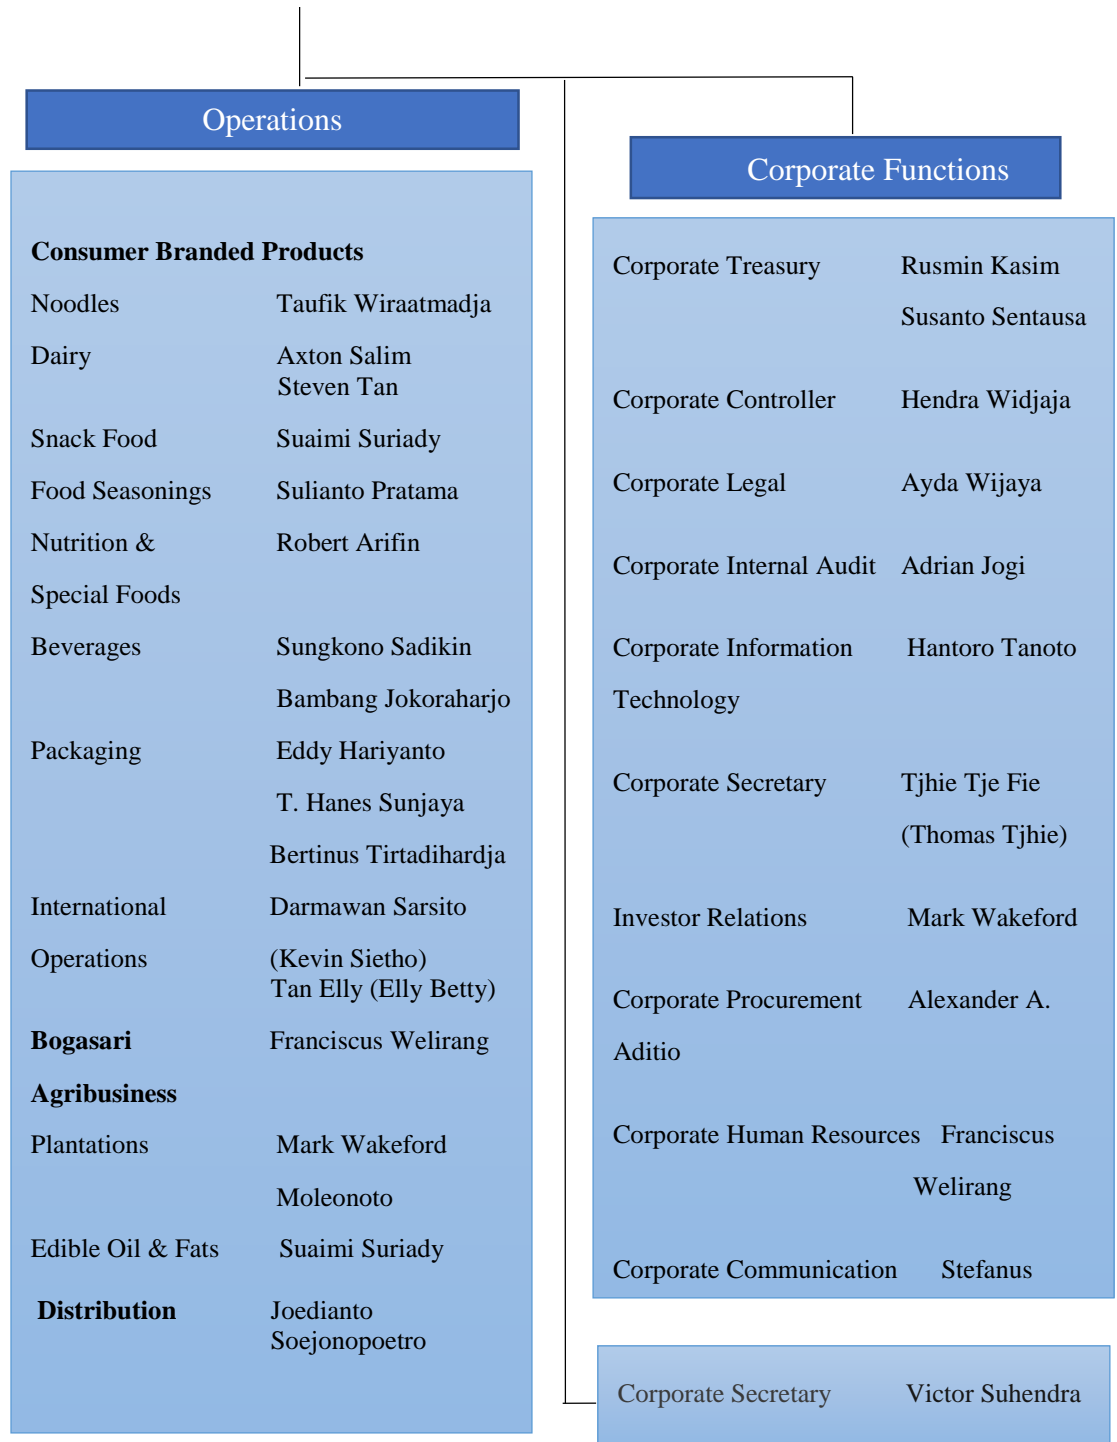 Operations
Consumer Branded Products
Noodles Taufik Wiraatmadja
Dairy Axton Salim
Steven Tan
Snack Food Suaimi Suriady
Food Seasonings Sulianto Pratama
Nutrition & Robert Arifin
Special Foods
Beverages Sungkono Sadikin
Bambang Jokoraharjo
Packaging Eddy Hariyanto
T. Hanes Sunjaya
Bertinus Tirtadihardja
International Darmawan Sarsito
Operations (Kevin Sietho)
Tan Elly (Elly Betty)
Bogasari Franciscus Welirang
Agribusiness
Plantations Mark Wakeford
Moleonoto
Edible Oil & Fats Suaimi Suriady
Distribution Joedianto
Soejonopoetro
Corporate Functions
Corporate Treasury Rusmin Kasim
Susanto Sentausa
Corporate Controller Hendra Widjaja
Corporate Legal Ayda Wijaya
Corporate Internal Audit Adrian Jogi
Corporate Information Hantoro Tanoto
Technology
Corporate Secretary Tjhie Tje Fie
(Thomas Tjhie)
Investor Relations Mark Wakeford
Corporate Procurement Alexander A.
Aditio
Corporate Human Resources Franciscus
Welirang
Corporate Communication Stefanus
Corporate Secretary Victor Suhendra